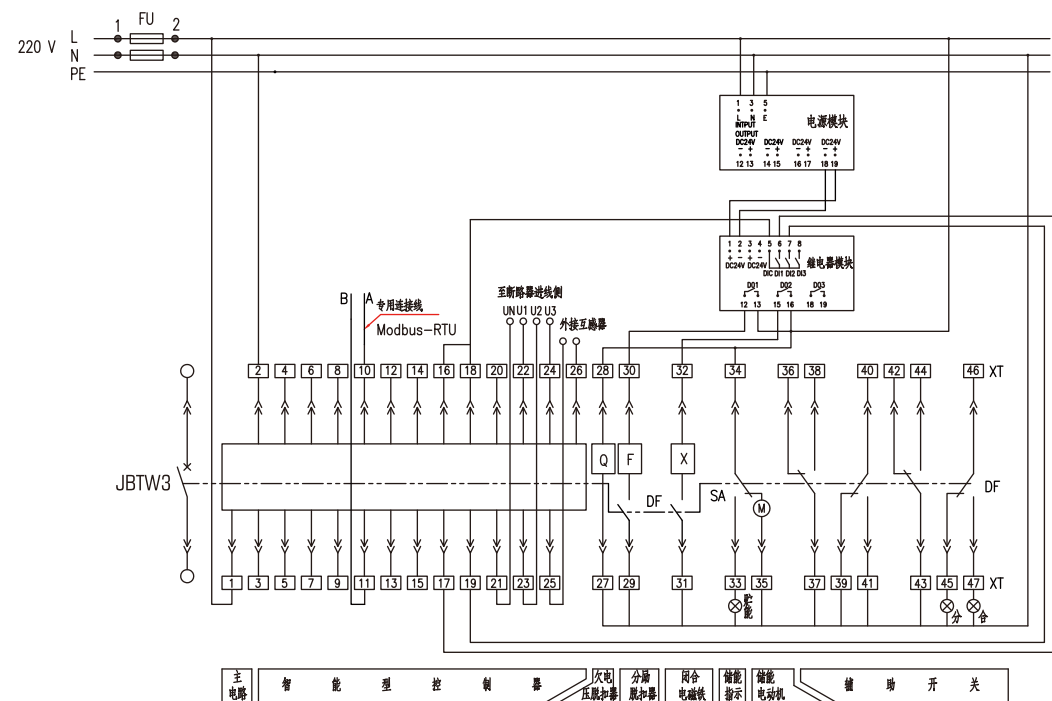 1 FU 2
220 V L
N
PE
1 3 5
L N E
INTPUT
电源模块
OUTPUT
DC24V DC24V DC24V DC24V
- + - + - + - +
12 13 14 15 16 17 18 19
1 2 3 4 5 6 7 8
+ - + -
DC24V DC24V
继电器模块
DIC DI1 DI2 DI3
DO1 DO2 DO3
12 13 15 16 18 19
B A 专用连接线
Modbus-RTU
至断路器进线侧
UN U1 U2 U3
外接互感器
2 4 6 8 10 12 14 16 18 20 22 24 26 28 30 32 34 36 38 40 42 44 46 XT
Q F X
JBTW3
DF
SA
M
DF
1 3 5 7 9 11 13 15 17 19 21 23 25 27 29 31 33 35 37 39 41 43 45 47 XT
贮能
分 合
主电路
智能型控制器
欠电压脱扣器
分励脱扣器
闭合电磁铁
储能指示
储能电动机
辅助开关